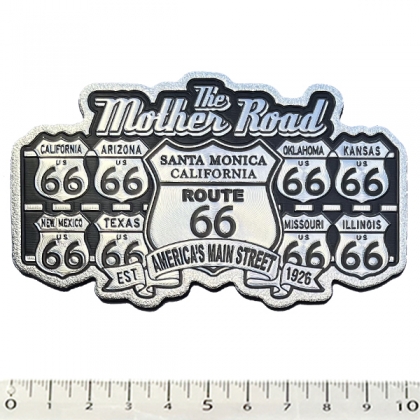 The
Mother Road
CALIFORNIA
US
66
ARIZONA
US
66
SANTA MONICA
CALIFORNIA
ROUTE
66
OKLAHOMA
US
66
KANSAS
US
66
NEW MEXICO
US
66
TEXAS
US
66
MISSOURI
US
66
ILLINOIS
US
66
AMERICA'S MAIN STREET
EST
1926
0 1 2 3 4 5 6 7 8 9 10